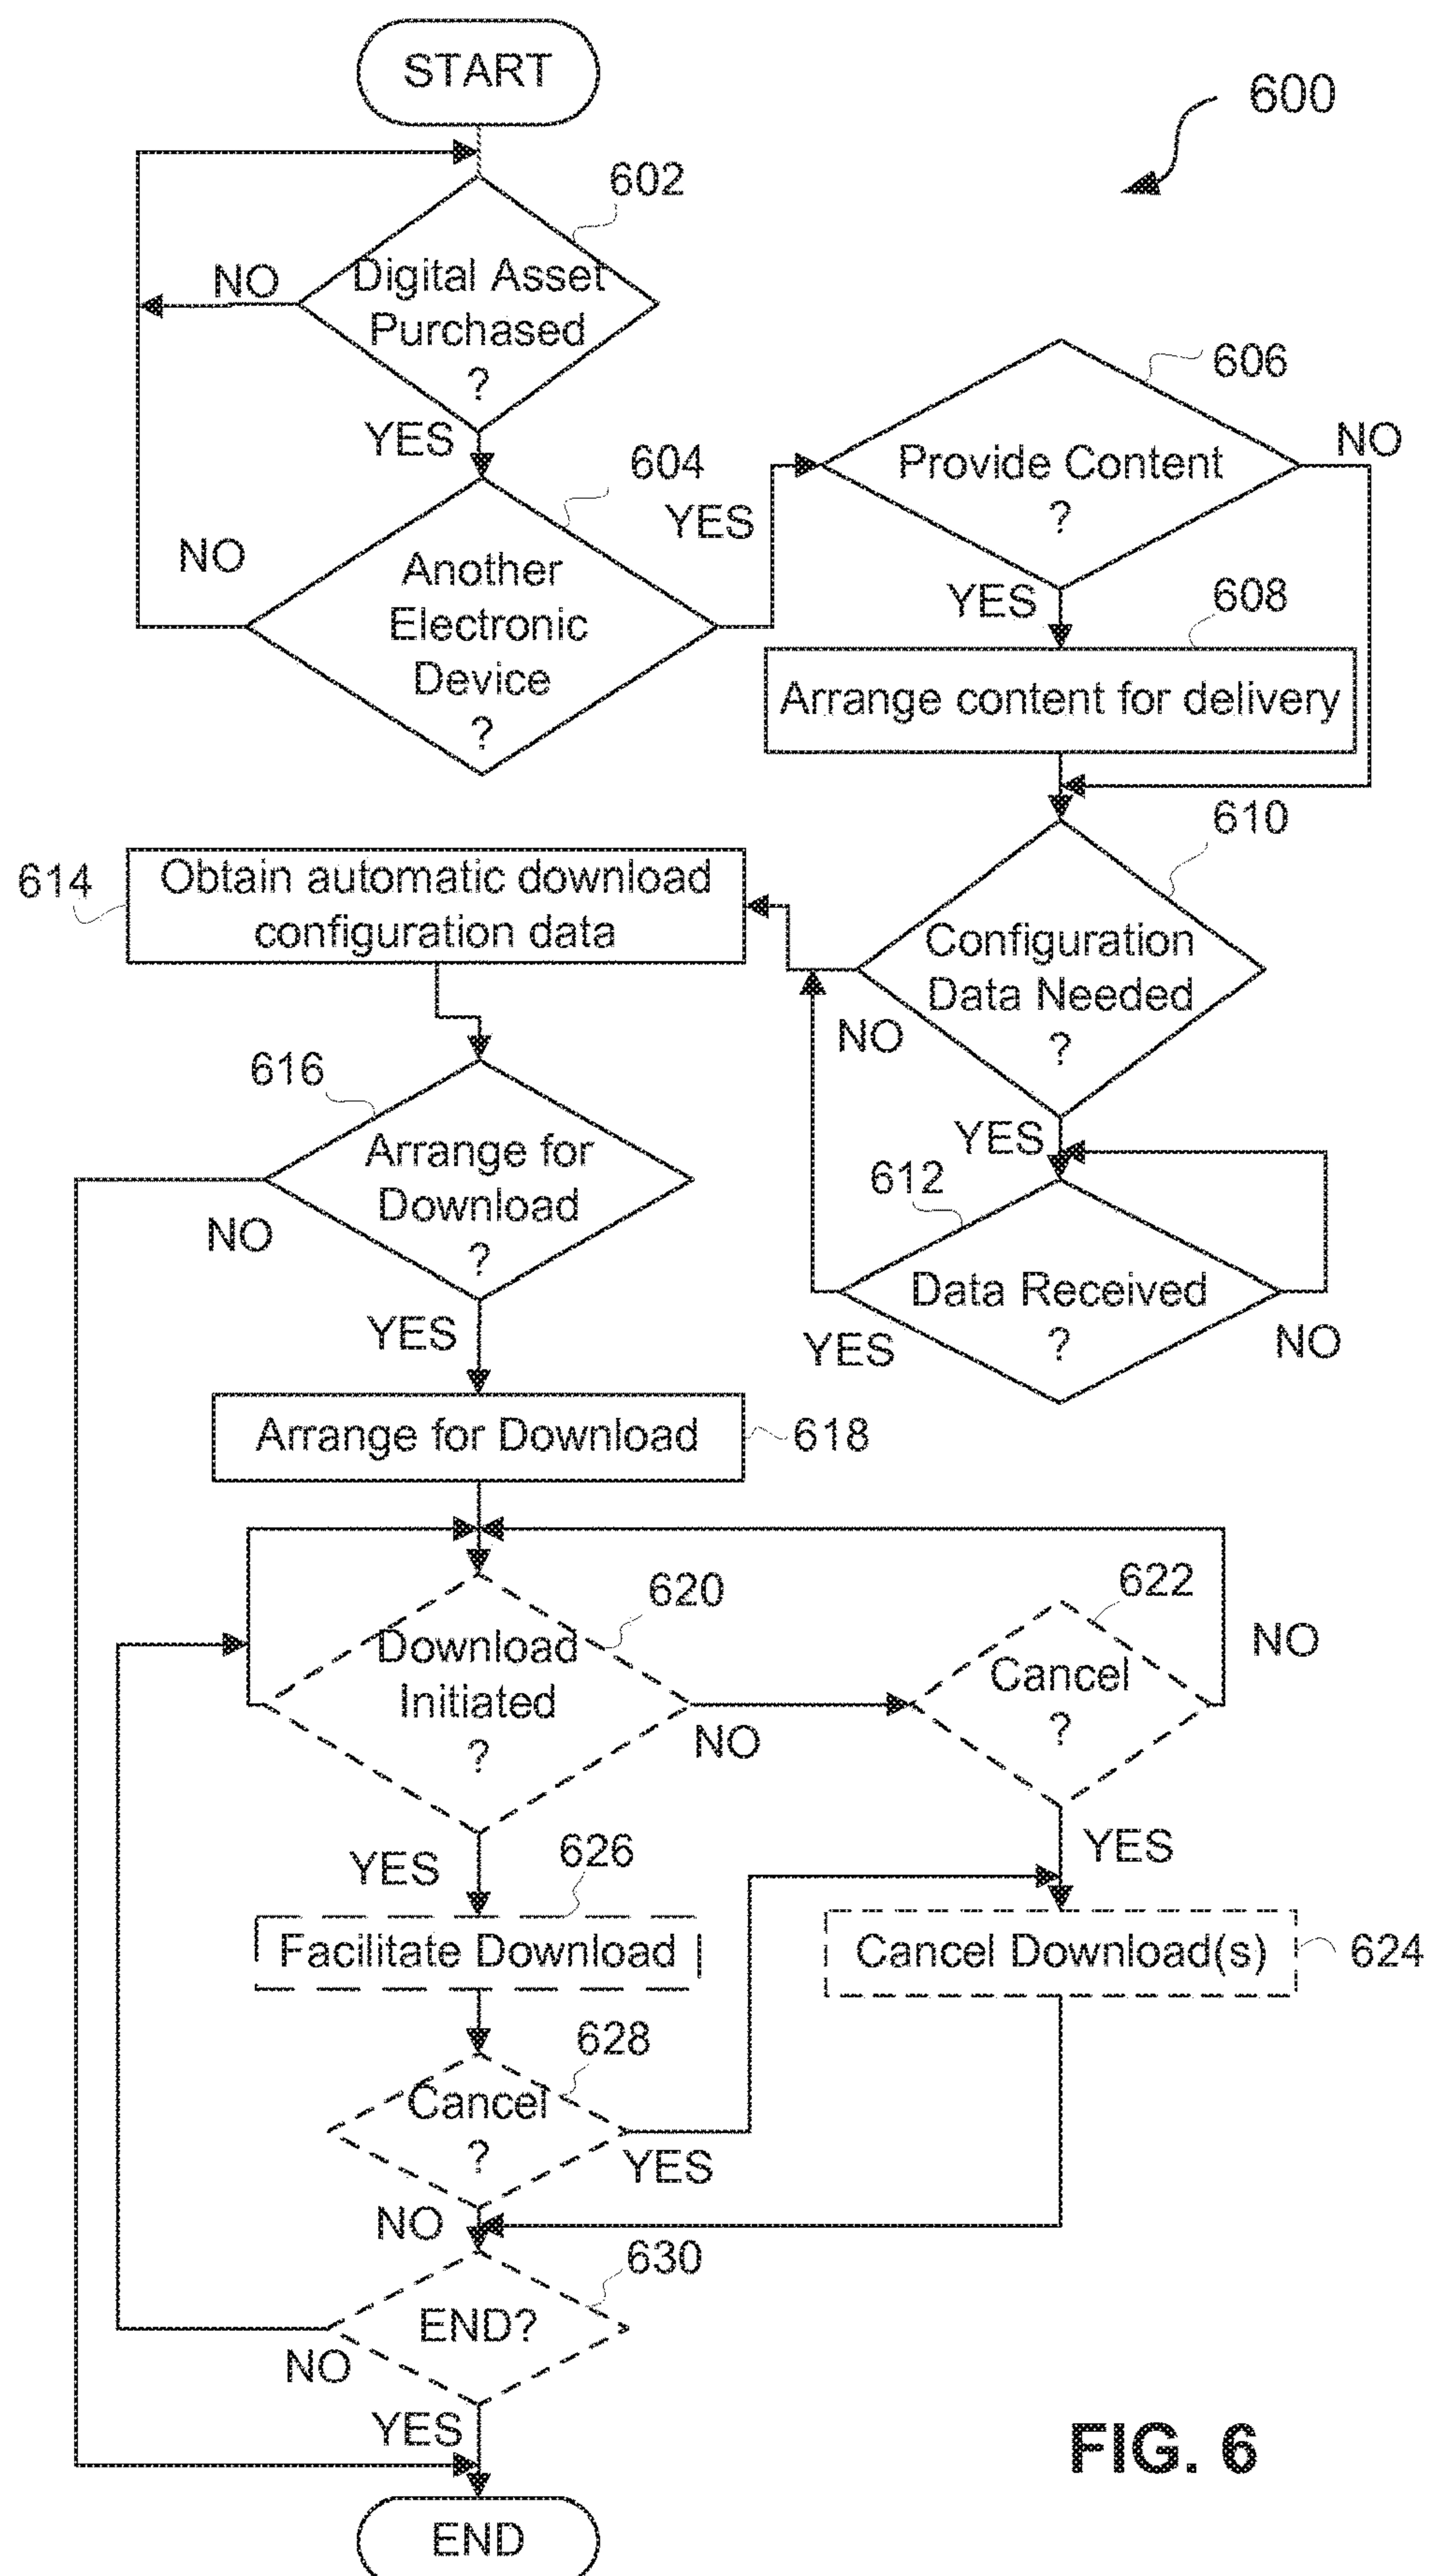 START
600
602
NO
Digital Asset
Purchased
?
YES
604
606
Provide Content
?
NO
YES
NO
Another
Electronic
Device
?
YES
608
Arrange content for delivery
610
614
Obtain automatic download
configuration data
Configuration
Data Needed
?
NO
YES
616
Arrange for
Download
?
NO
612
Data Received
?
YES
NO
YES
Arrange for Download
618
620
622
Download
Initiated
?
NO
Cancel
?
NO
YES
YES
626
Facilitate Download
Cancel Download(s)
624
628
Cancel
?
YES
NO
630
END?
NO
YES
END
FIG. 6